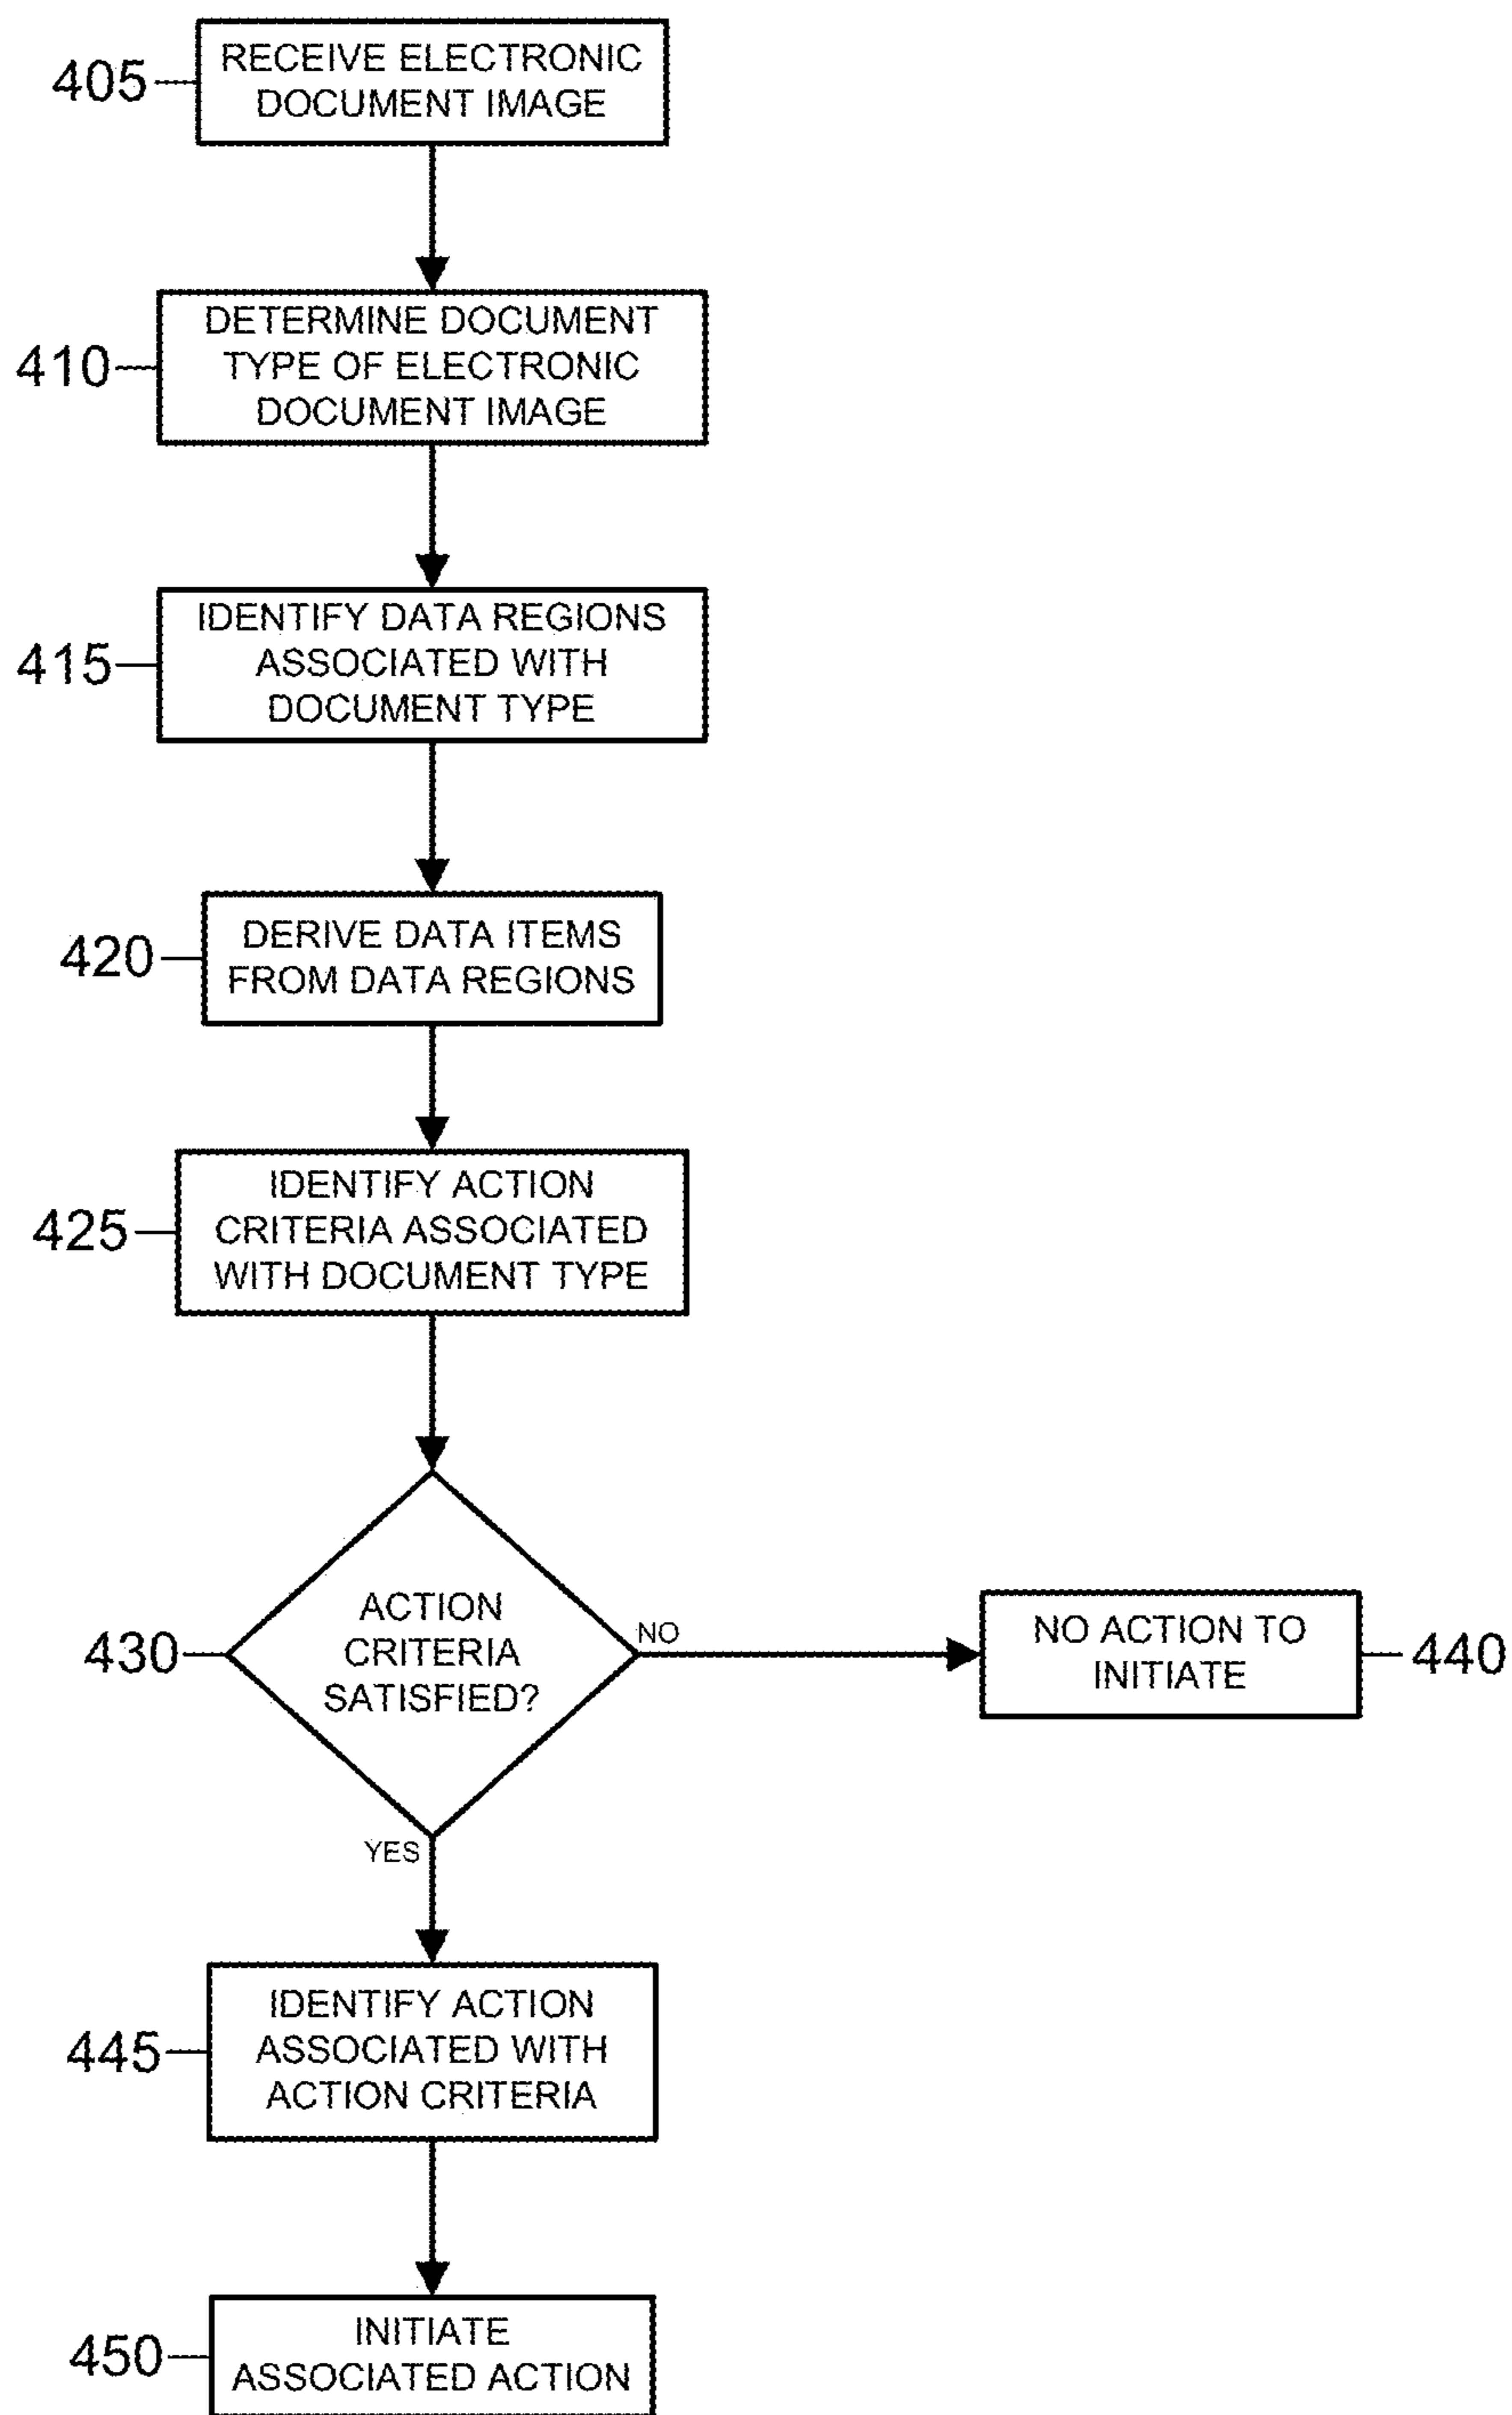 405
RECEIVE ELECTRONIC
DOCUMENT IMAGE
410
DETERMINE DOCUMENT
TYPE OF ELECTRONIC
DOCUMENT IMAGE
415
IDENTIFY DATA REGIONS
ASSOCIATED WITH
DOCUMENT TYPE
420
DERIVE DATA ITEMS
FROM DATA REGIONS
425
IDENTIFY ACTION
CRITERIA ASSOCIATED
WITH DOCUMENT TYPE
430
ACTION
CRITERIA
SATISFIED?
NO
NO ACTION TO
INITIATE
440
YES
445
IDENTIFY ACTION
ASSOCIATED WITH
ACTION CRITERIA
450
INITIATE
ASSOCIATED ACTION